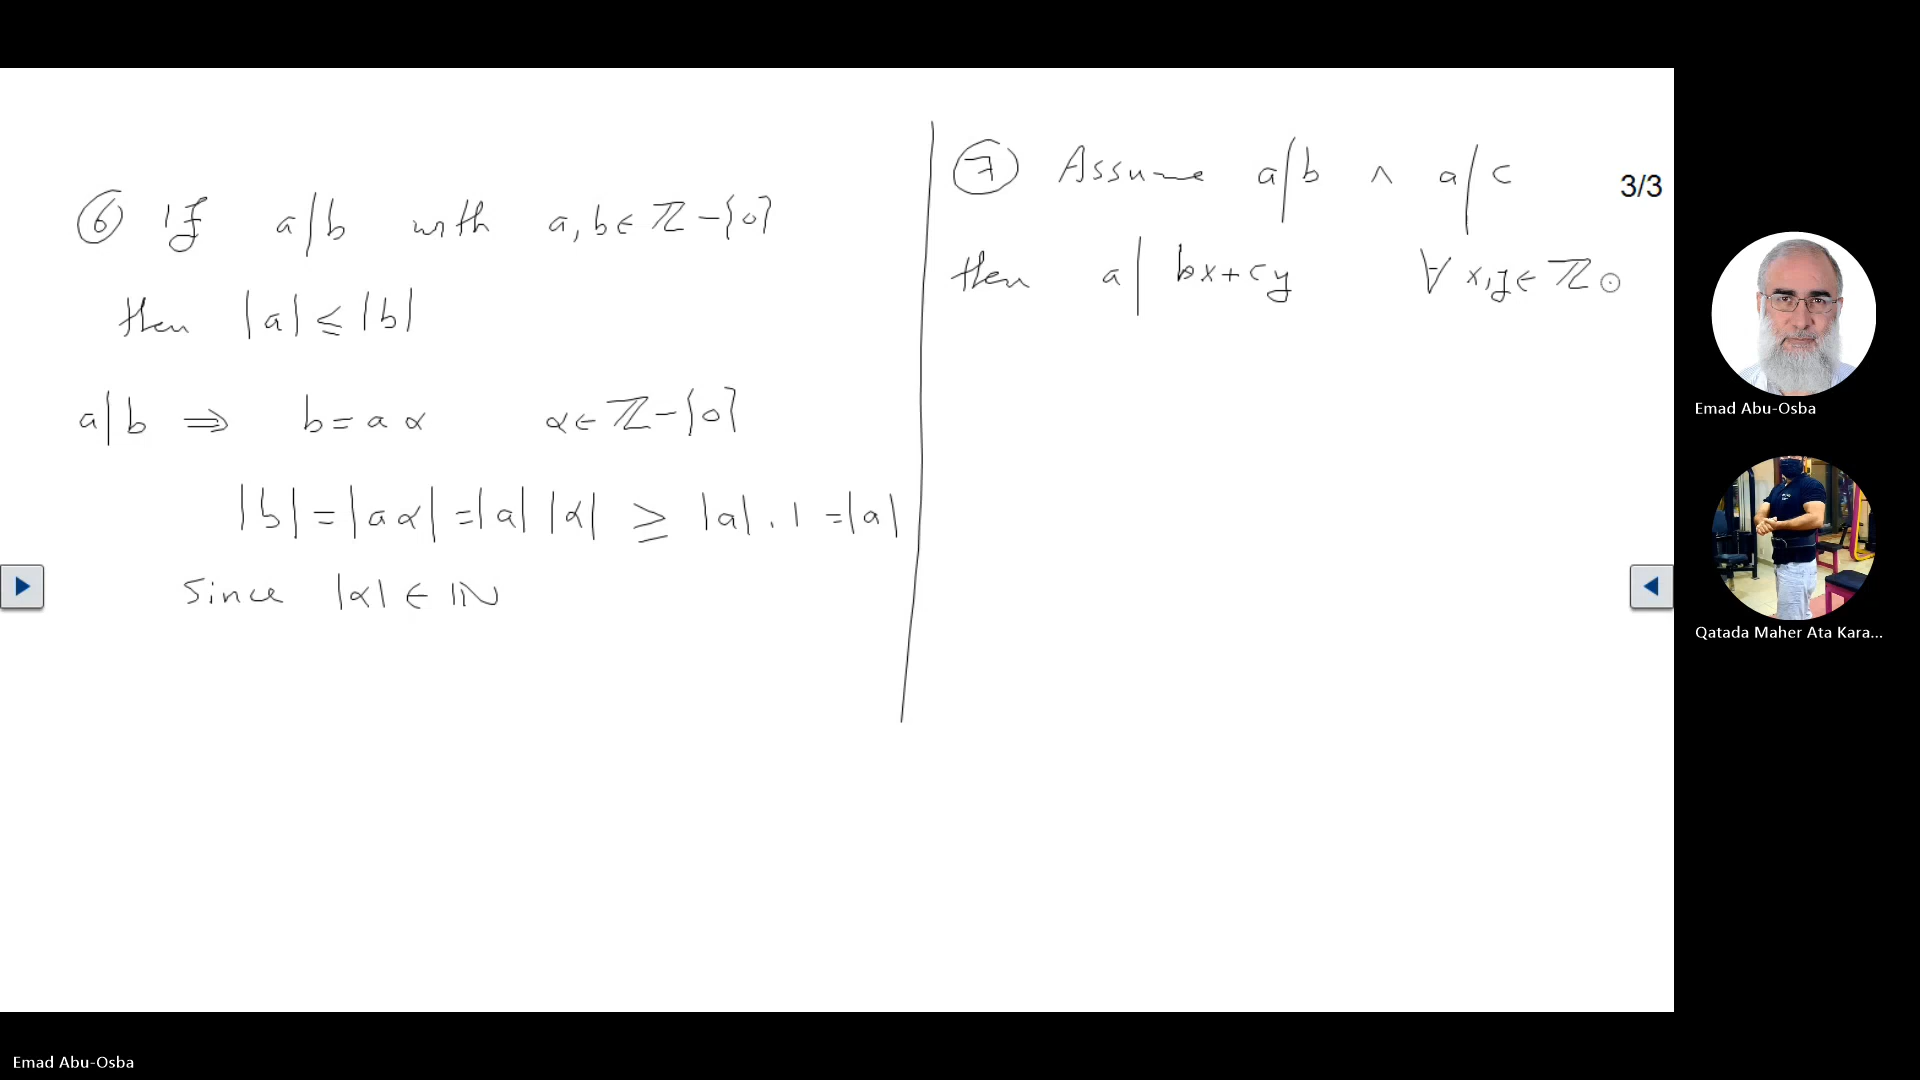 ⑥ If a|b with a, b ∈ ℤ - {0}
then |a| ≤ |b|
a|b ⇒ b = a α α ∈ ℤ - {0}
|b| = |a α| = |a| |α| ≥ |a| . 1 = |a|
Since |α| ∈ ℕ
⑦ Assume a|b ∧ a|c
then a | bx + cy ∀ x, y ∈ ℤ
3/3
Emad Abu-Osba
Qatada Maher Ata Kara...
Emad Abu-Osba